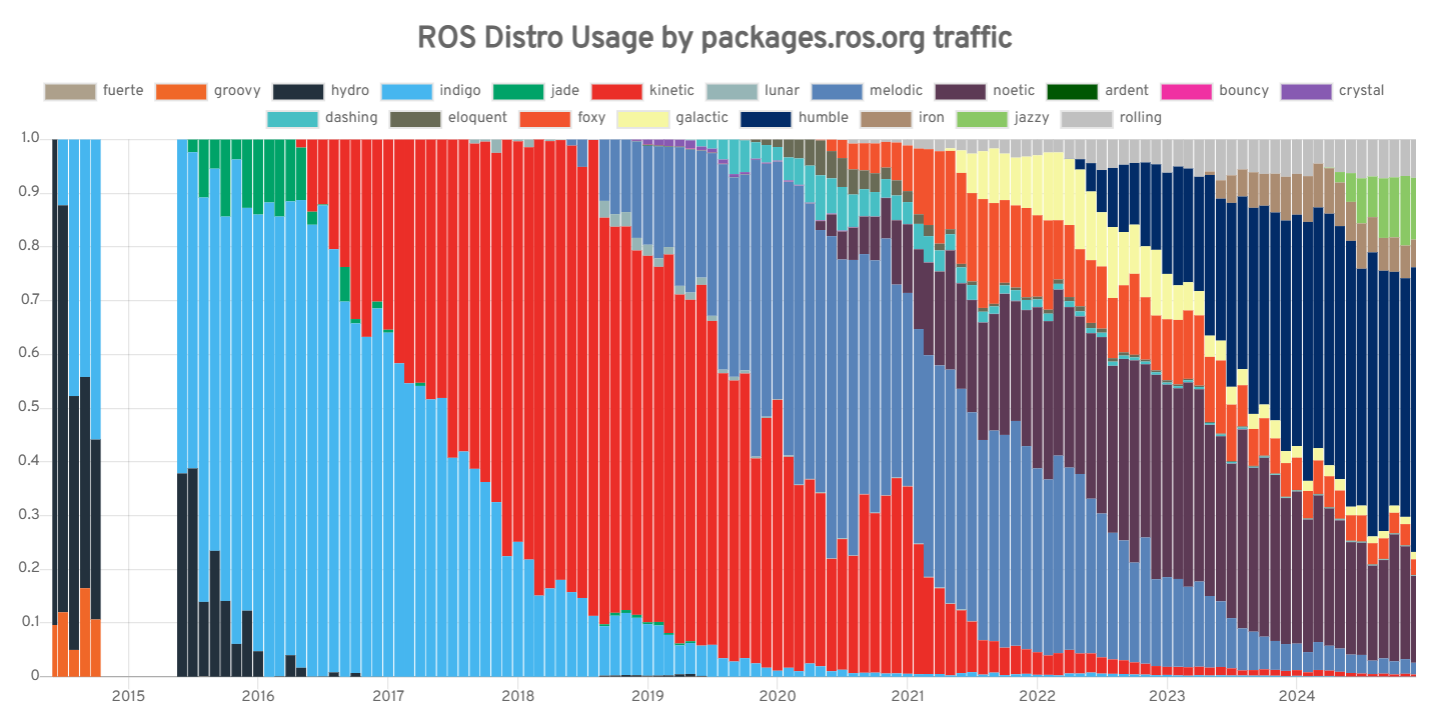 ROS Distro Usage by packages.ros.org traffic
fuerte groovy hydro indigo jade kinetic lunar melodic noetic ardent bouncy crystal
dashing eloquent foxy galactic humble iron jazzy rolling
1.0
0.9
0.8
0.7
0.6
0.5
0.4
0.3
0.2
0.1
0
2015 2016 2017 2018 2019 2020 2021 2022 2023 2024